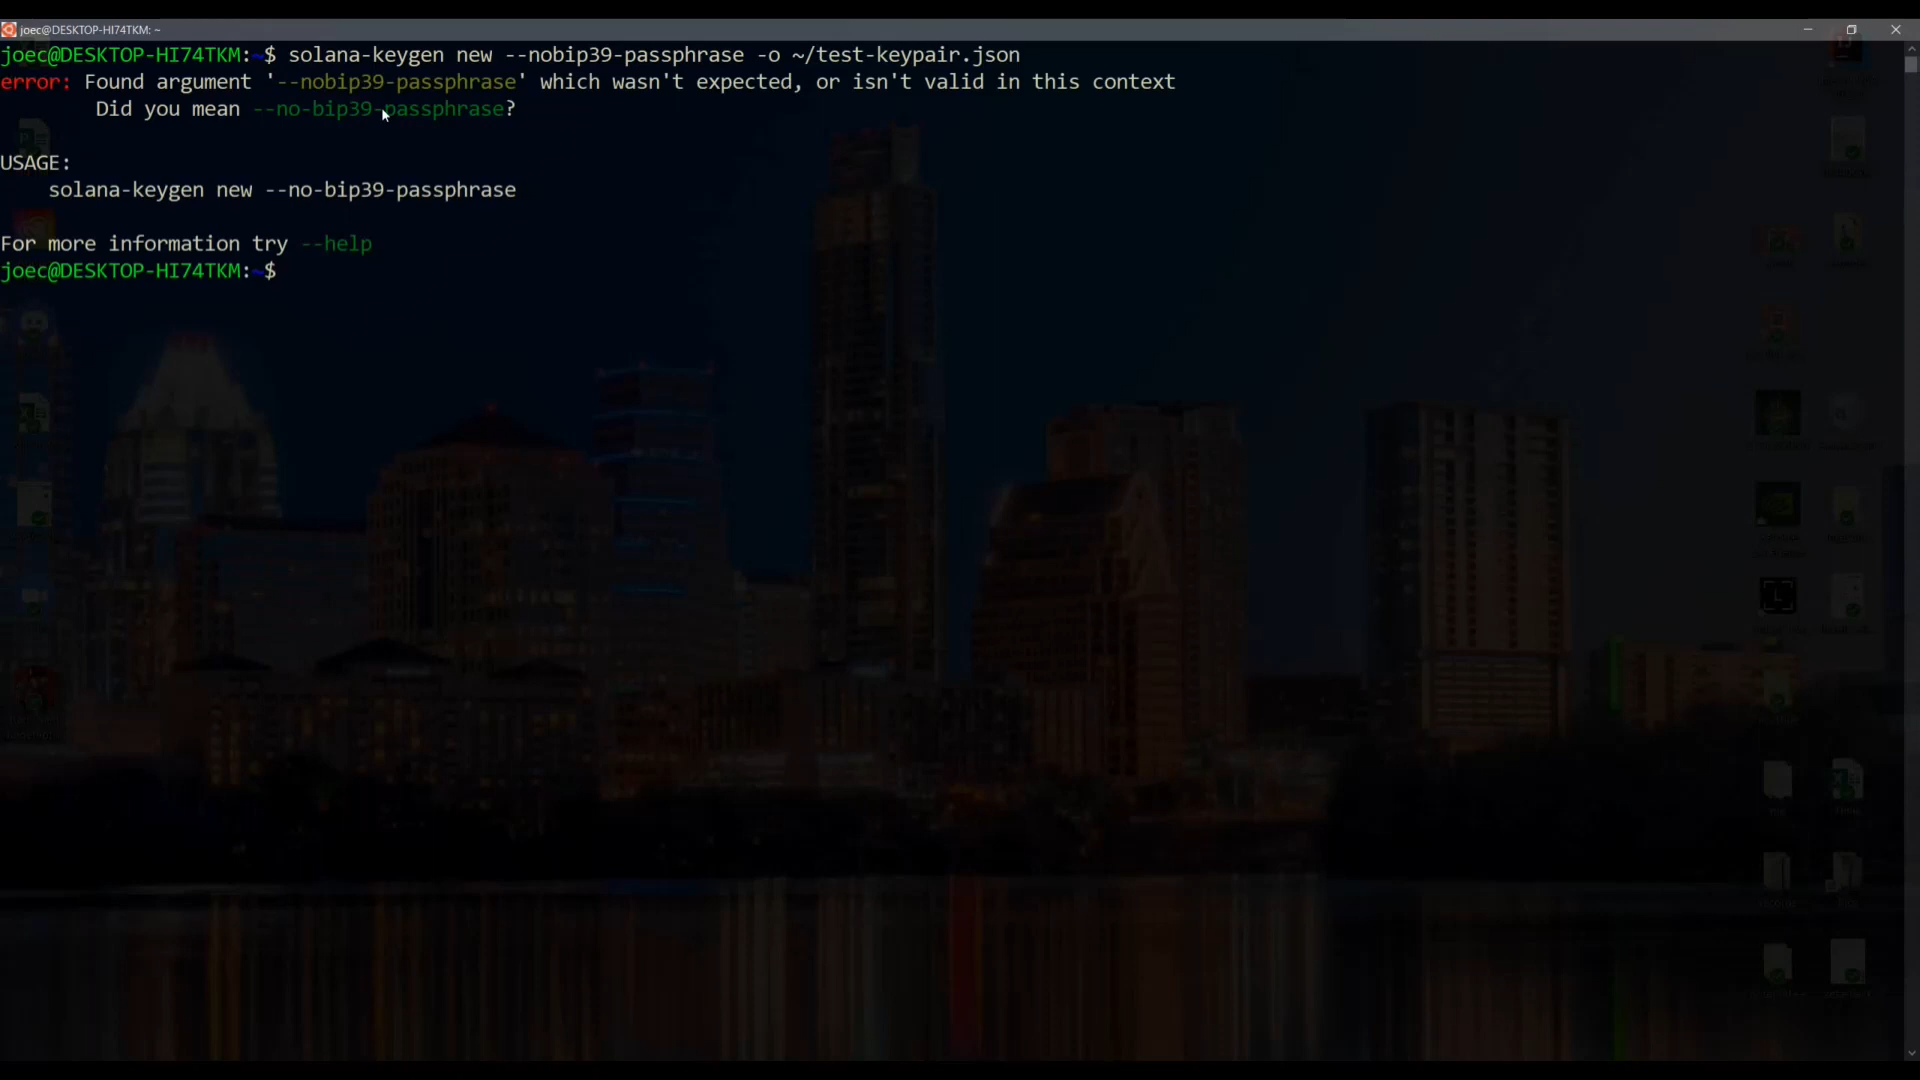 joec@DESKTOP-HI74TKM: ~
joec@DESKTOP-HI74TKM:~$ solana-keygen new --nobip39-passphrase -o ~/test-keypair.json
error: Found argument '--nobip39-passphrase' which wasn't expected, or isn't valid in this context
Did you mean --no-bip39-passphrase?
USAGE:
solana-keygen new --no-bip39-passphrase
For more information try --help
joec@DESKTOP-HI74TKM:~$